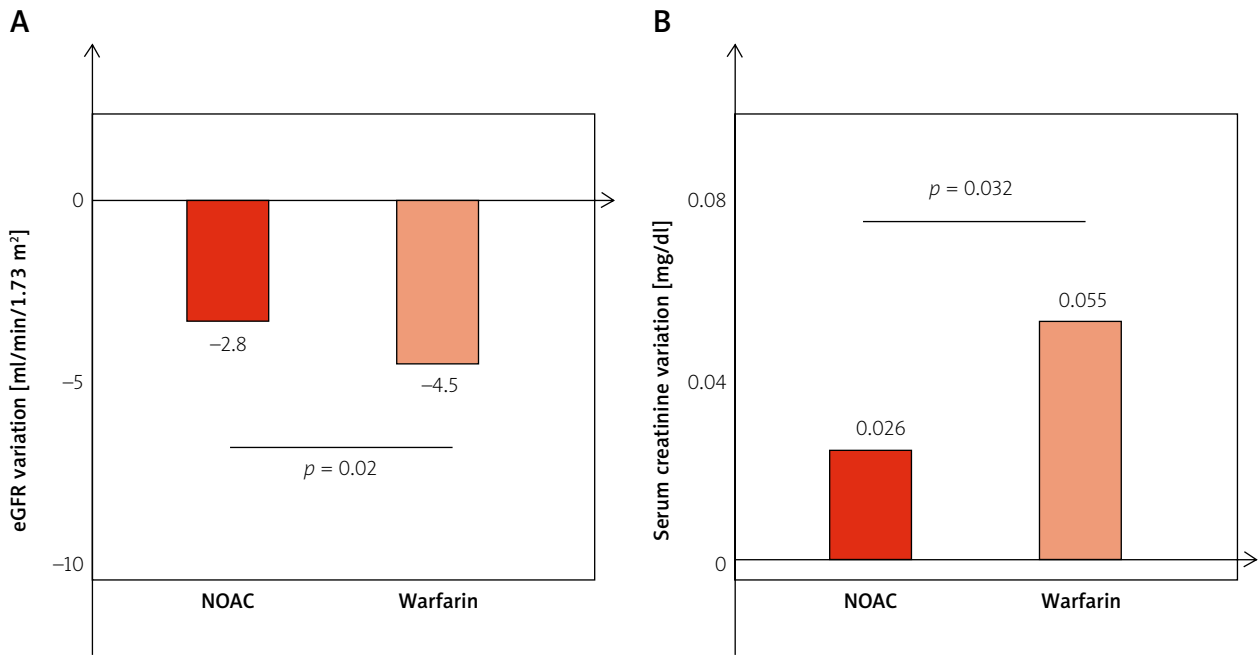 A
eGFR variation [ml/min/1.73 m²]
0
−5
−10
−2.8
−4.5
p = 0.02
NOAC
Warfarin
B
Serum creatinine variation [mg/dl]
0.08
0.04
0
p = 0.032
0.026
0.055
NOAC
Warfarin